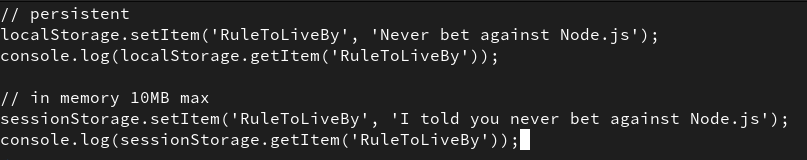 // persistent
localStorage.setItem('RuleToLiveBy', 'Never bet against Node.js');
console.log(localStorage.getItem('RuleToLiveBy'));
// in memory 10MB max
sessionStorage.setItem('RuleToLiveBy', 'I told you never bet against Node.js');
console.log(sessionStorage.getItem('RuleToLiveBy'));